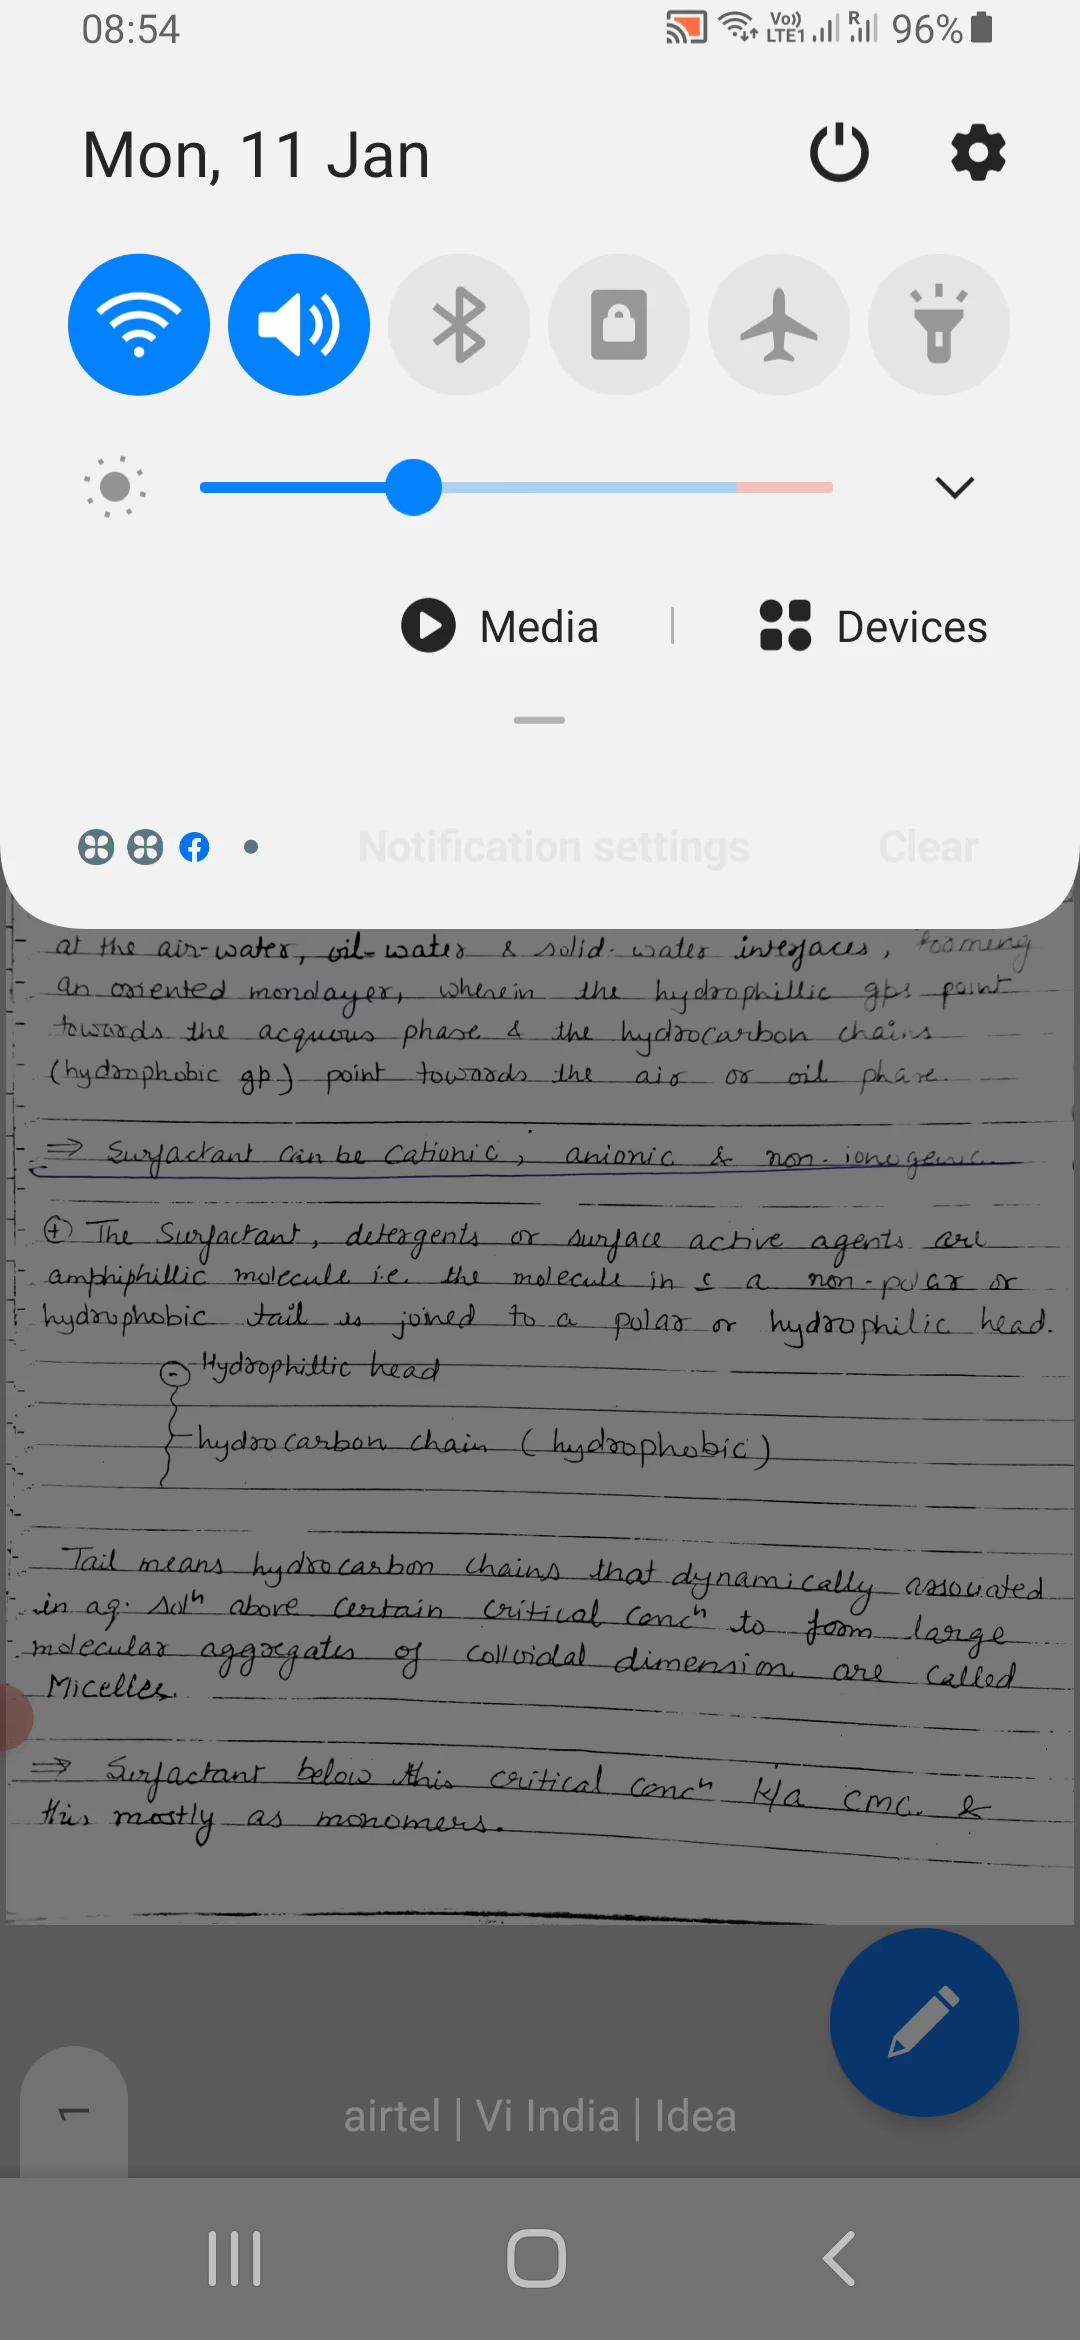 08:54
Vo)) LTE1 R 96%
Mon, 11 Jan
Media | Devices
Notification settings Clear
at the air-water, oil-water & solid-water interfaces, foaming
an oriented monolayer, wherein the hydrophillic gps point
towards the acquous phase & the hydrocarbon chains
(hydrophobic gp.) point towards the air or oil phase.
⇒ Surfactant can be cationic, anionic & non-ionogenic.
⊕ The Surfactant, detergents or surface active agents are
amphiphillic molecule i.e. the molecule in c a non-polar or
hydrophobic tail is joined to a polar or hydrophilic head.
⊖ Hydrophillic head
hydrocarbon chain (hydrophobic)
Tail means hydrocarbon chains that dynamically associated
in aq. solⁿ above certain critical concⁿ to form large
molecular aggregates of colloidal dimension are called
Micelles.
⇒ Surfactant below this critical concⁿ k/a CMC. &
this mostly as monomers.
1
airtel | Vi India | Idea